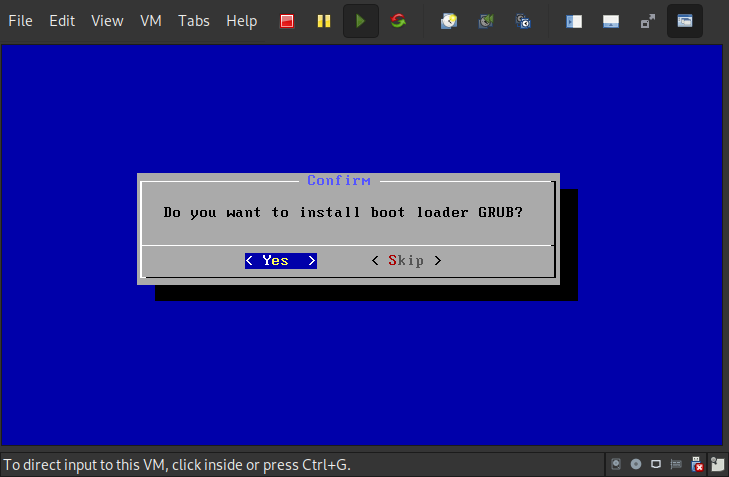 File Edit View VM Tabs Help
Confirm
Do you want to install boot loader GRUB?
< Yes > < Skip >
To direct input to this VM, click inside or press Ctrl+G.